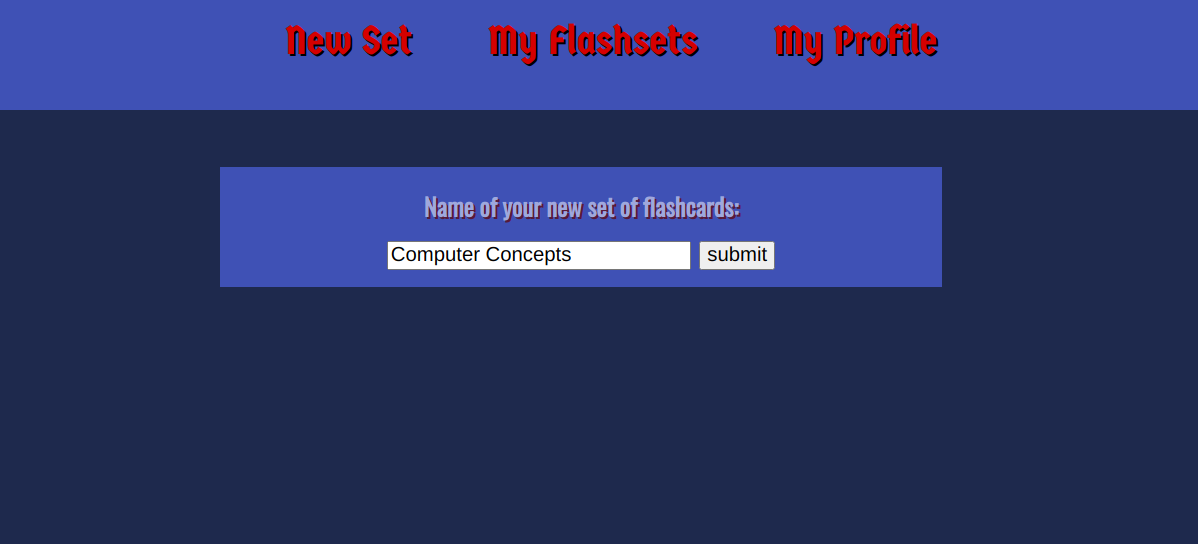 New Set My Flashsets My Profile
Name of your new set of flashcards:
Computer Concepts submit